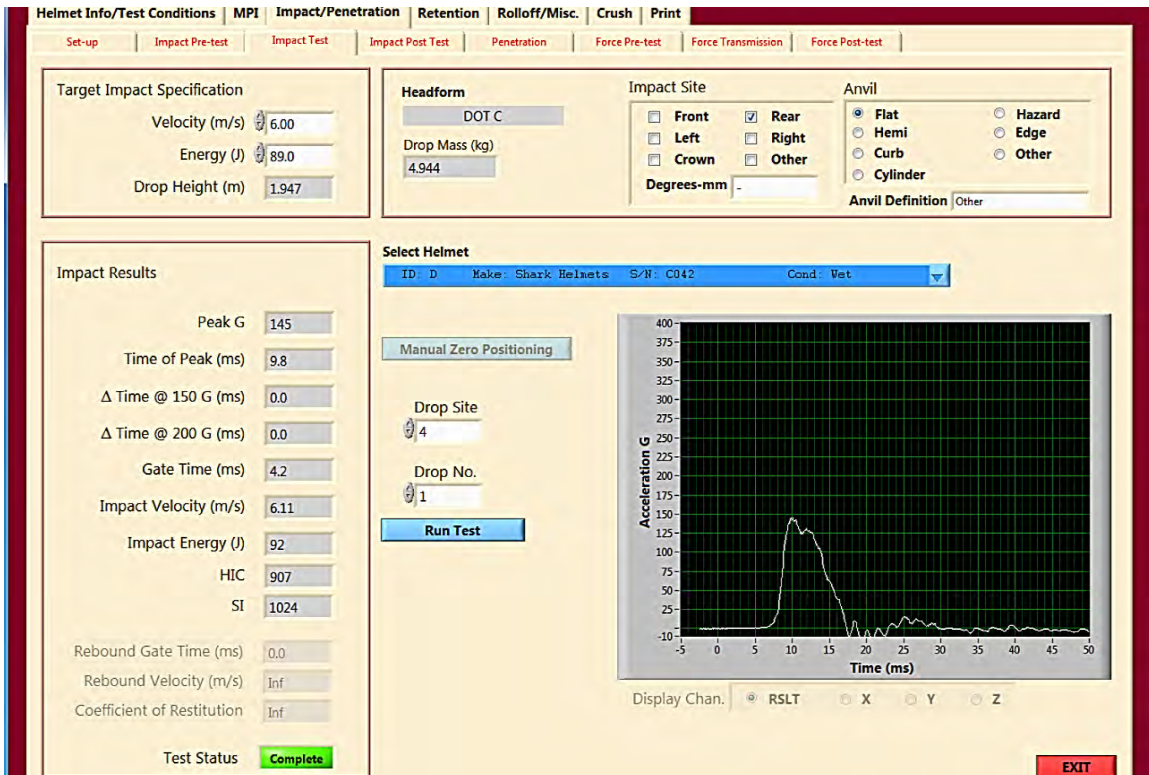 Helmet Info/Test Conditions MPI Impact/Penetration Retention Rolloff/Misc. Crush Print
Set-up Impact Pre-test Impact Test Impact Post Test Penetration Force Pre-test Force Transmission Force Post-test
Target Impact Specification
Velocity (m/s) 6.00
Energy (J) 89.0
Drop Height (m) 1.947
Headform
DOT C
Drop Mass (kg)
4.944
Impact Site
Front Rear
Left Right
Crown Other
Degrees-mm -
Anvil
Flat Hazard
Hemi Edge
Curb Other
Cylinder
Anvil Definition Other
Impact Results
Peak G 145
Time of Peak (ms) 9.8
Δ Time @ 150 G (ms) 0.0
Δ Time @ 200 G (ms) 0.0
Gate Time (ms) 4.2
Impact Velocity (m/s) 6.11
Impact Energy (J) 92
HIC 907
SI 1024
Rebound Gate Time (ms) 0.0
Rebound Velocity (m/s) Inf
Coefficient of Restitution Inf
Test Status Complete
Select Helmet
ID: D Make: Shark Helmets S/N: C042 Cond: Wet
Manual Zero Positioning
Drop Site
4
Drop No.
1
Run Test
Acceleration G
400
375
350
325
300
275
250
225
200
175
150
125
100
75
50
25
-10
-5 0 5 10 15 20 25 30 35 40 45 50
Time (ms)
Display Chan. RSLT X Y Z
EXIT